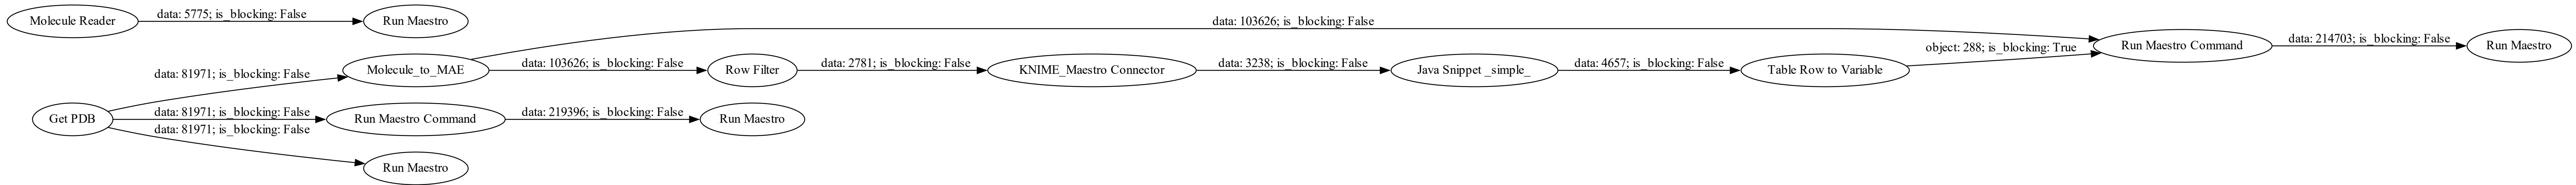 Molecule Reader
data: 5775; is_blocking: False
Run Maestro
data: 103626; is_blocking: False
Get PDB
data: 81971; is_blocking: False
Molecule_to_MAE
data: 103626; is_blocking: False
Row Filter
data: 2781; is_blocking: False
KNIME_Maestro Connector
data: 3238; is_blocking: False
Java Snippet _simple_
data: 4657; is_blocking: False
Table Row to Variable
object: 288; is_blocking: True
Run Maestro Command
data: 214703; is_blocking: False
Run Maestro
data: 81971; is_blocking: False
Run Maestro Command
data: 219396; is_blocking: False
Run Maestro
data: 81971; is_blocking: False
Run Maestro